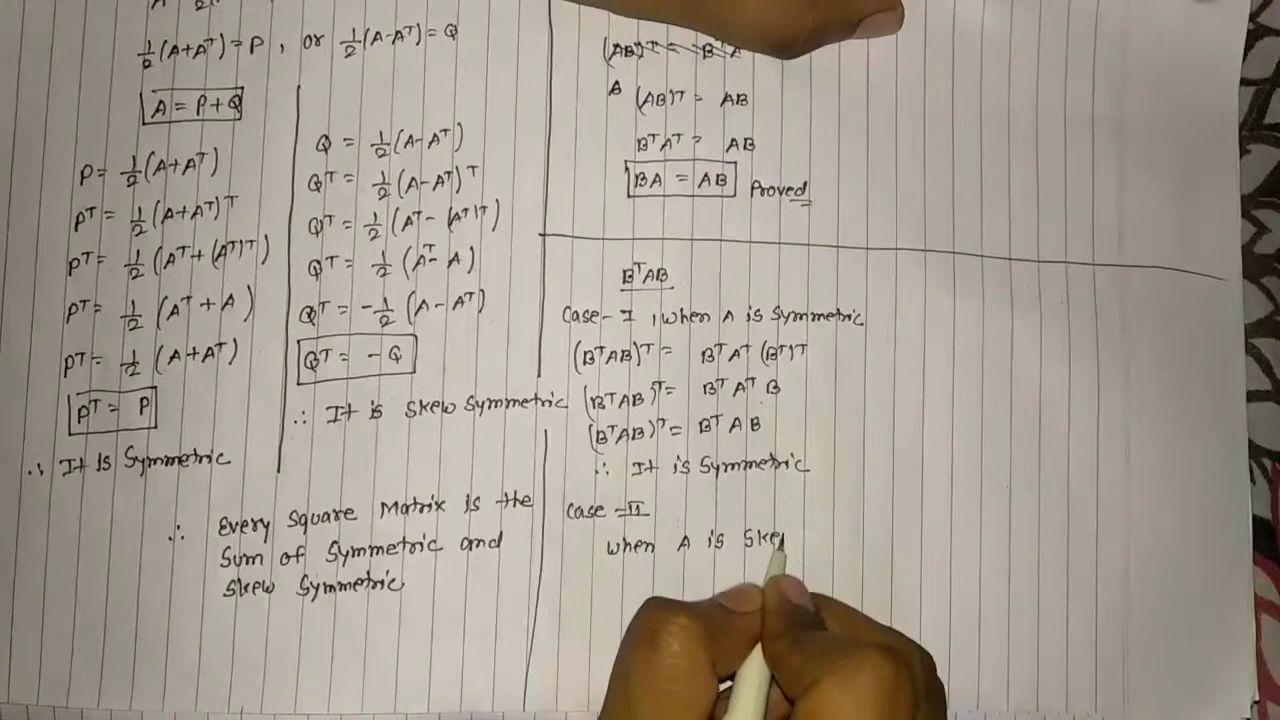 ½(A+Aᵀ) = P , or ½(A-Aᵀ) = Q
A = P+Q
P = ½(A+Aᵀ)
Pᵀ = ½(A+Aᵀ)ᵀ
Pᵀ = ½(Aᵀ+(Aᵀ)ᵀ)
Pᵀ = ½(Aᵀ+A)
Pᵀ = ½(A+Aᵀ)
Pᵀ = P
∴ It is Symmetric
Q = ½(A-Aᵀ)
Qᵀ = ½(A-Aᵀ)ᵀ
Qᵀ = ½(Aᵀ-(Aᵀ)ᵀ)
Qᵀ = ½(Aᵀ-A)
Qᵀ = -½(A-Aᵀ)
Qᵀ = -Q
∴ It is Skew Symmetric
∴ Every Square Matrix is the
Sum of Symmetric and
Skew Symmetric
A (AB)ᵀ = AB
BᵀAᵀ = AB
BA = AB Proved
BᵀAB
Case-I, when A is Symmetric
(BᵀAB)ᵀ = BᵀAᵀ(Bᵀ)ᵀ
(BᵀAB)ᵀ = BᵀAᵀB
(BᵀAB)ᵀ = BᵀAB
∴ It is Symmetric
Case-II
when A is Ske